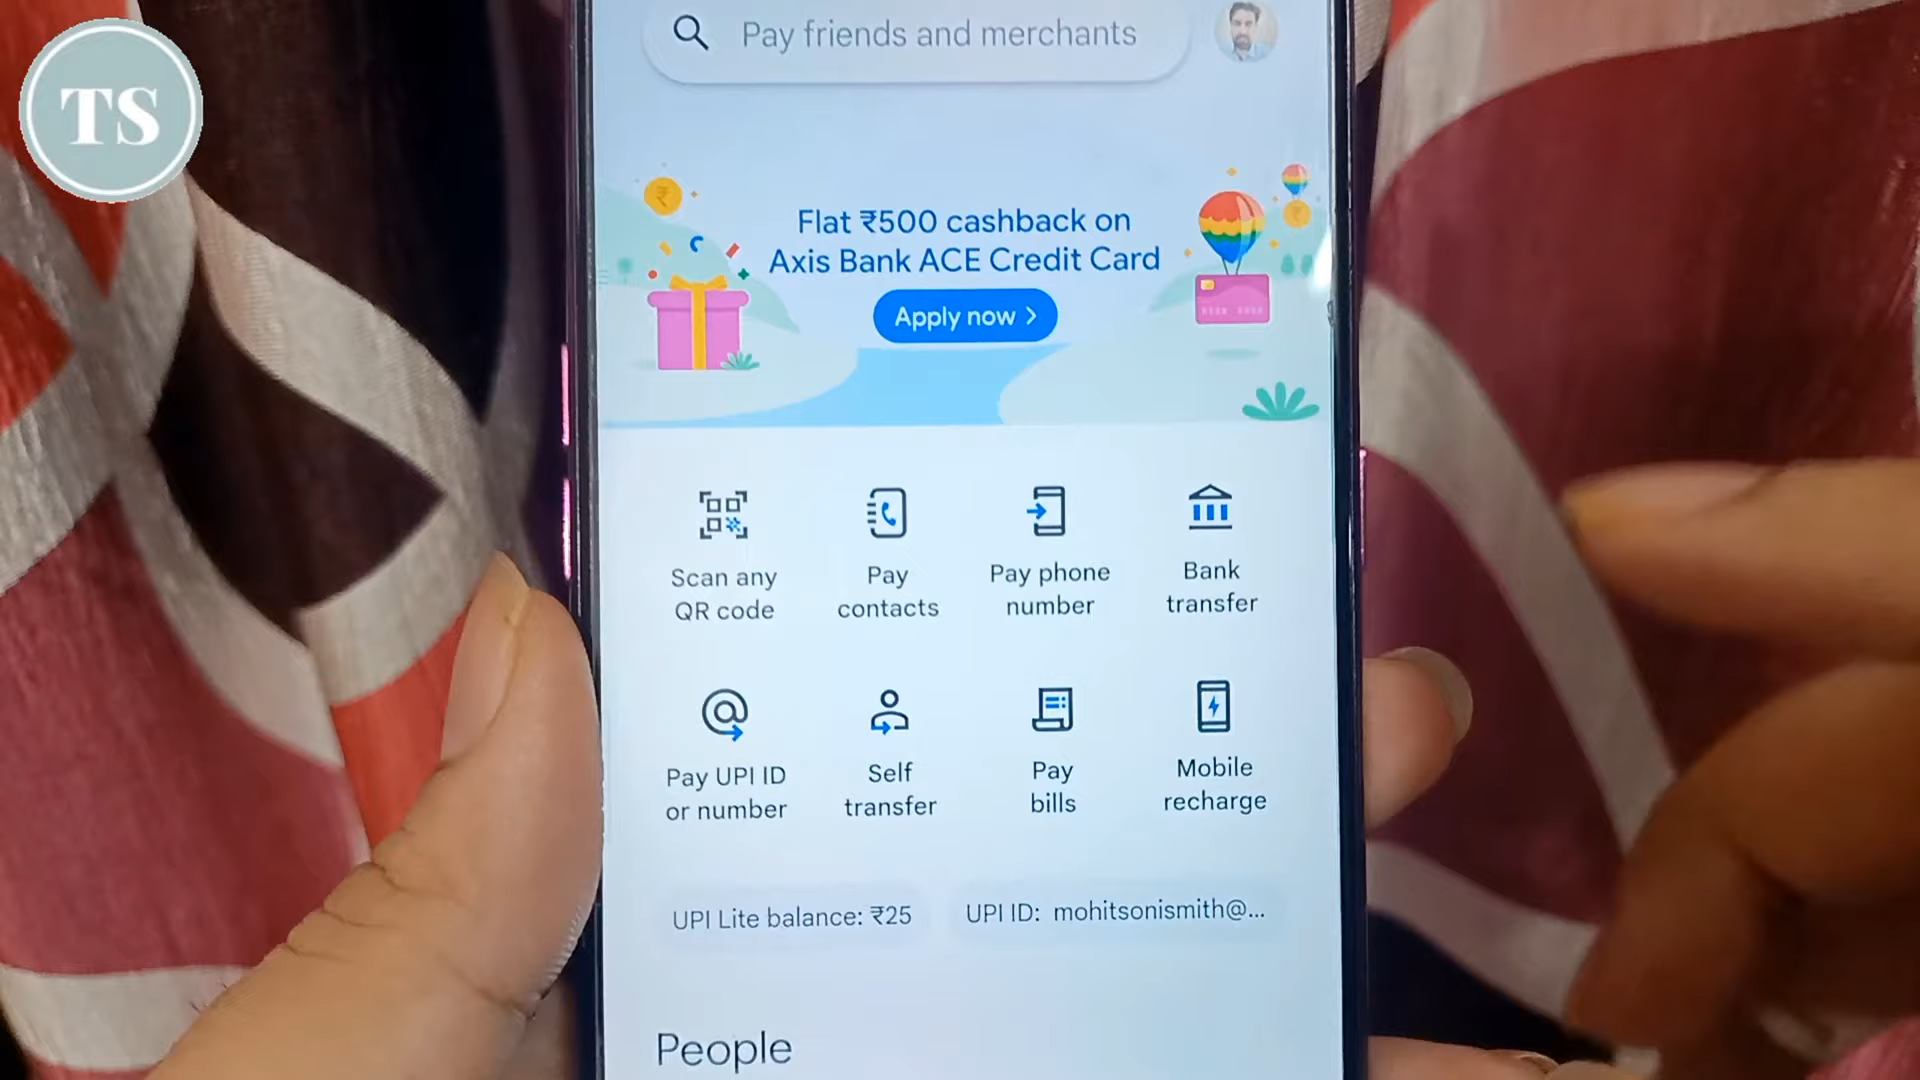 TS
Pay friends and merchants
Flat ₹500 cashback on
Axis Bank ACE Credit Card
Apply now >
Scan any
QR code
Pay
contacts
Pay phone
number
Bank
transfer
Pay UPI ID
or number
Self
transfer
Pay
bills
Mobile
recharge
UPI Lite balance: ₹25
UPI ID: mohitsonismith@...
People